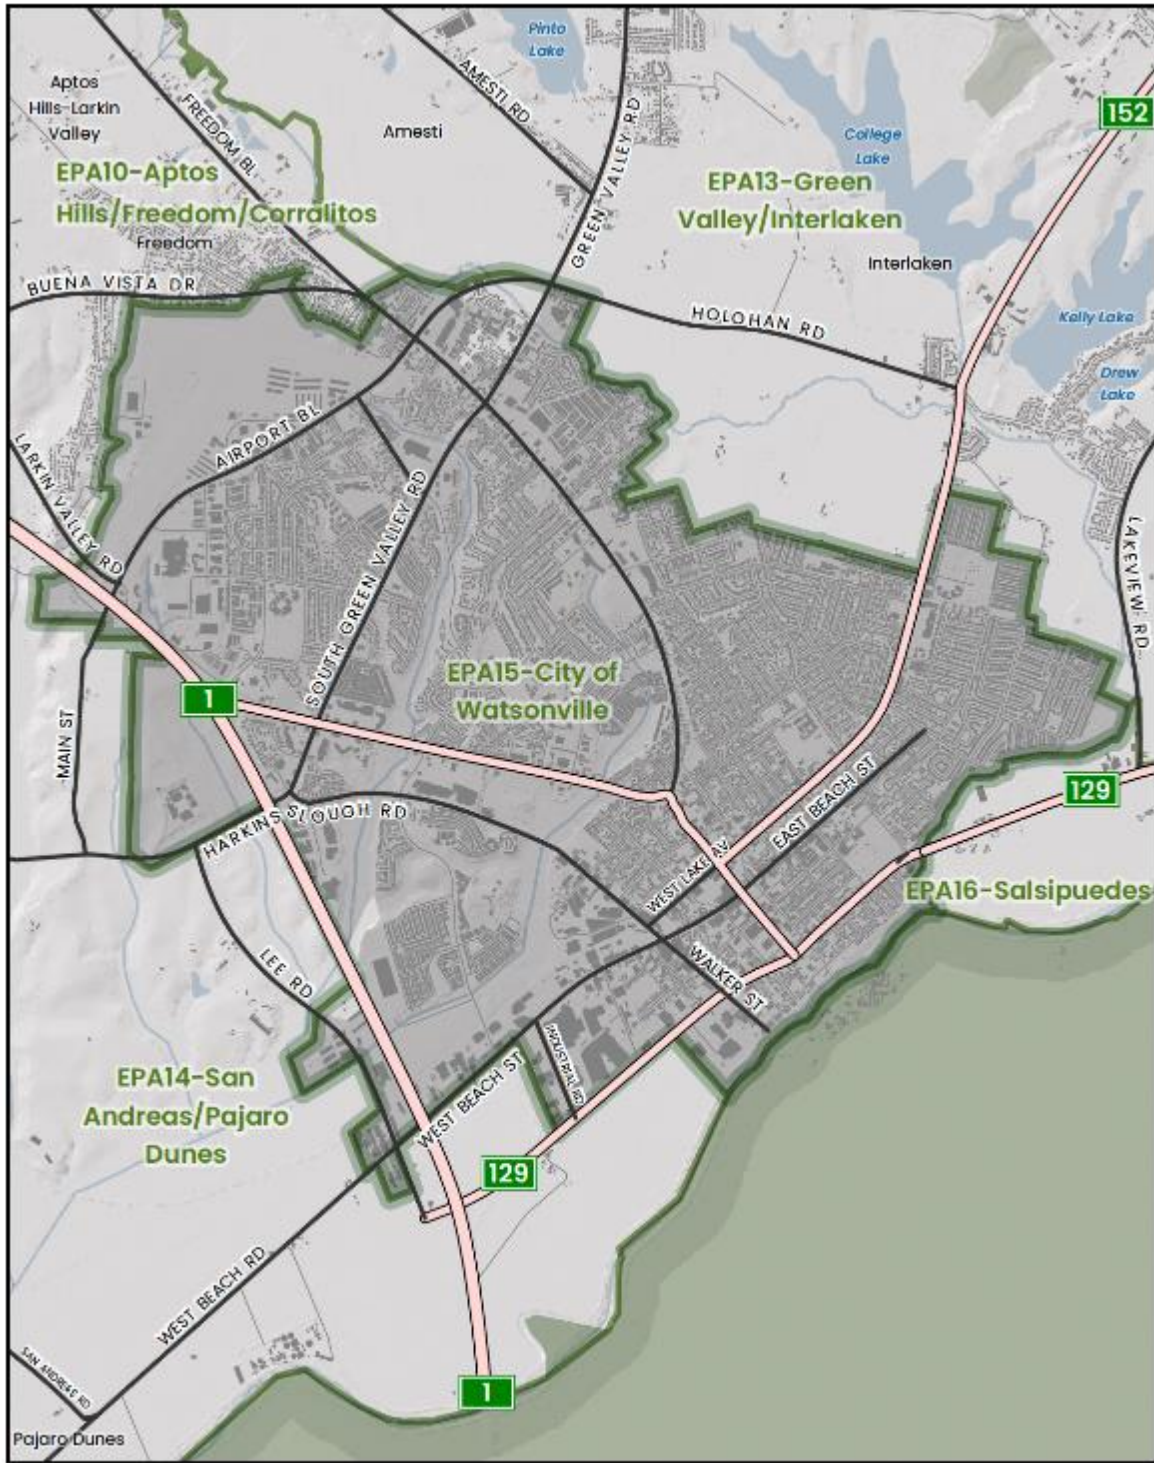 Pinto
Lake
Aptos
Hills-Larkin
Valley
AMESTI RD
FREEDOM BL
GREEN VALLEY RD
152
Amesti
College
Lake
EPA10-Aptos
Hills/Freedom/Corralitos
EPA13-Green
Valley/Interlaken
Freedom
Interlaken
BUENA VISTA DR
HOLOHAN RD
Kelly Lake
Drew
Lake
AIRPORT BL
LARKIN VALLEY RD
SOUTH GREEN VALLEY RD
LAKEVIEW RD
EPA15-City of
Watsonville
1
MAIN ST
129
HARKINS SLOUGH RD
EAST BEACH ST
WEST LAKE AV
EPA16-Salsipuedes
LEE RD
WALKER ST
INDUSTRIAL RD
EPA14-San
Andreas/Pajaro
Dunes
WEST BEACH ST
129
WEST BEACH RD
SAN ANDREAS RD
1
Pajaro Dunes